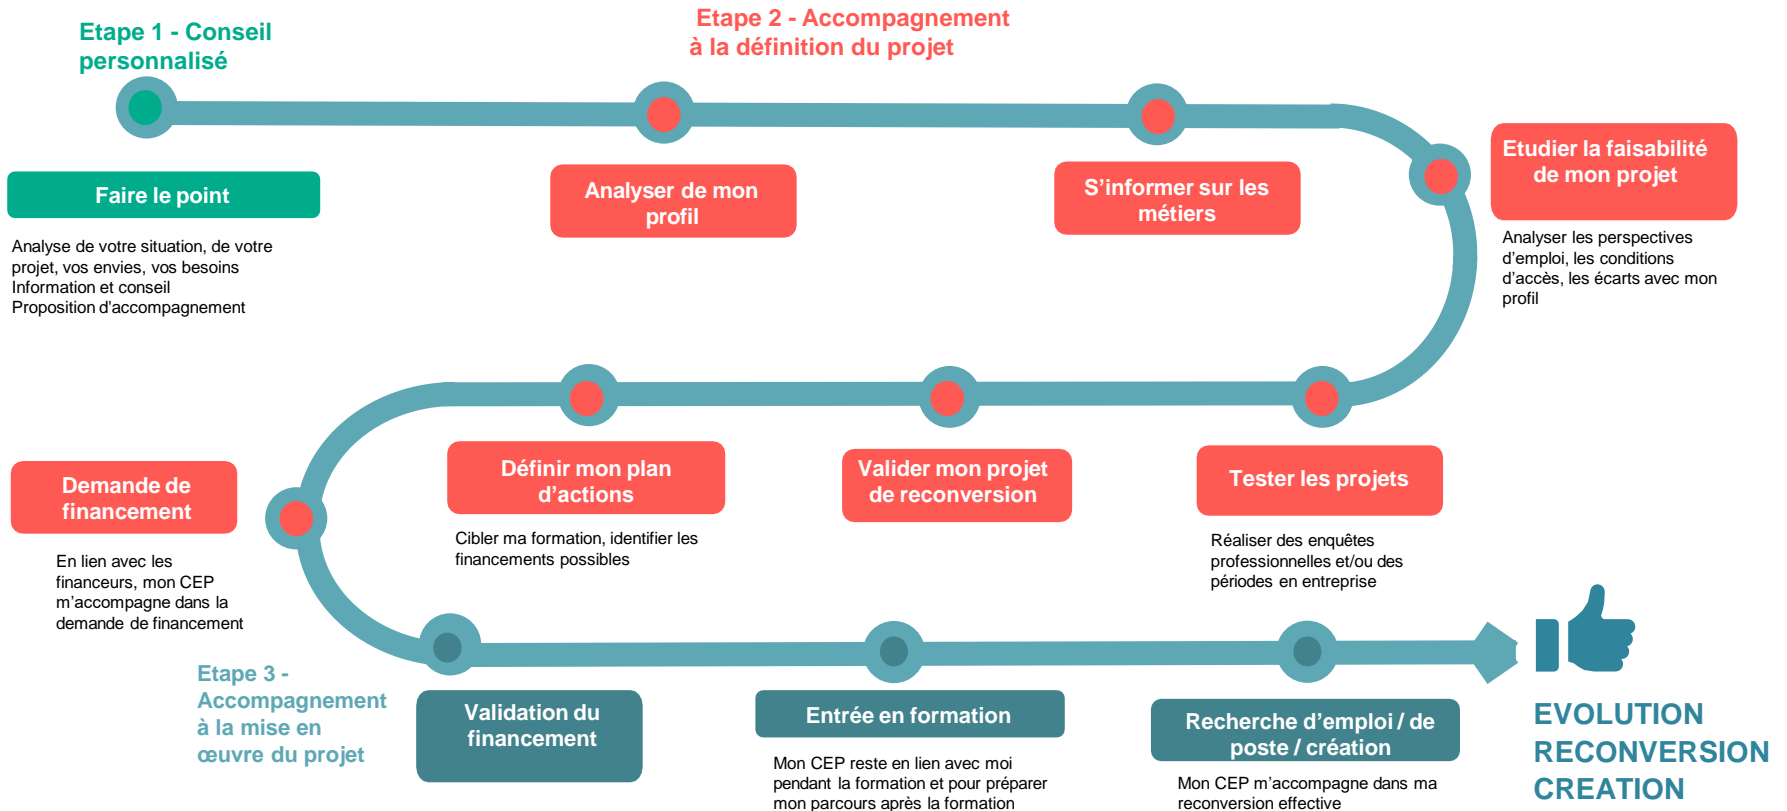 Etape 1 - Conseil
personnalisé
Etape 2 - Accompagnement
à la définition du projet
Faire le point
Analyse de votre situation, de votre
projet, vos envies, vos besoins
Information et conseil
Proposition d'accompagnement
Analyser de mon
profil
S'informer sur les
métiers
Etudier la faisabilité
de mon projet
Analyser les perspectives
d'emploi, les conditions
d'accès, les écarts avec mon
profil
Tester les projets
Réaliser des enquêtes
professionnelles et/ou des
périodes en entreprise
Valider mon projet
de reconversion
Définir mon plan
d'actions
Cibler ma formation, identifier les
financements possibles
Demande de
financement
En lien avec les
financeurs, mon CEP
m'accompagne dans la
demande de financement
Etape 3 -
Accompagnement
à la mise en
œuvre du projet
Validation du
financement
Entrée en formation
Mon CEP reste en lien avec moi
pendant la formation et pour préparer
mon parcours après la formation
Recherche d'emploi / de
poste / création
Mon CEP m'accompagne dans ma
reconversion effective
EVOLUTION
RECONVERSION
CREATION